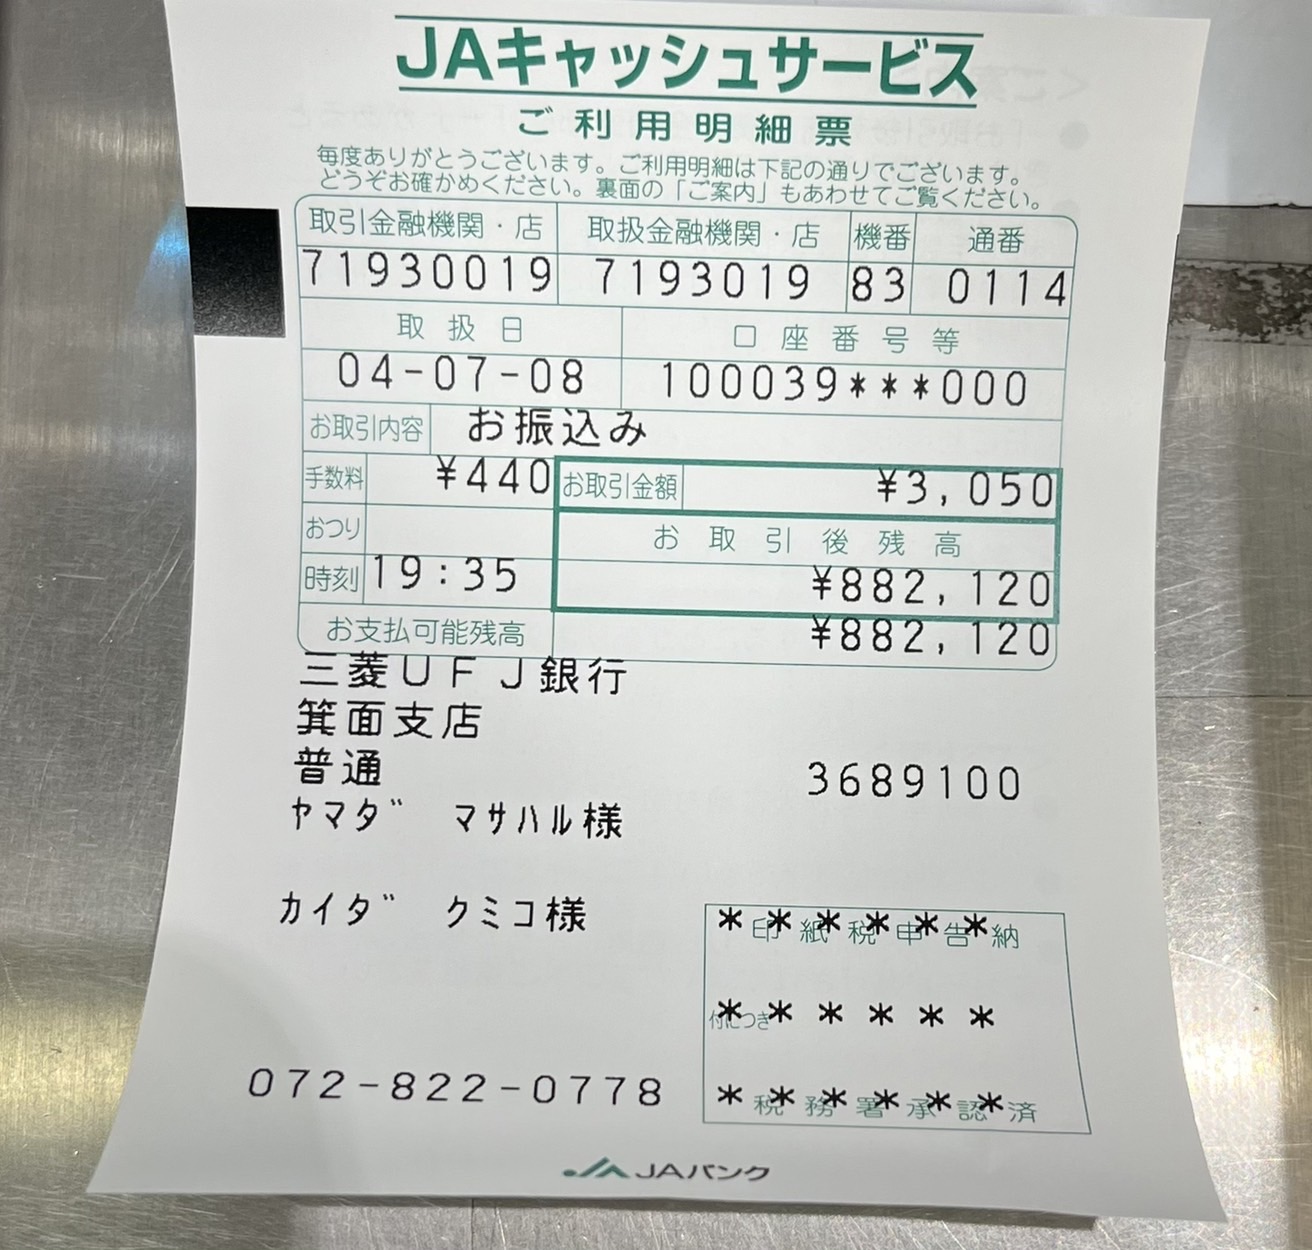 JAキャッシュサービス
ご利用明細票
毎度ありがとうございます。ご利用明細は下記の通りでございます。
どうぞお確かめください。裏面の「ご案内」もあわせてご覧ください。
取引金融機関・店 取扱金融機関・店 機番 通番
71930019 7193019 83 0114
取扱日 口座番号等
04-07-08 100039***000
お取引内容 お振込み
手数料 ¥440 お取引金額 ¥3,050
おつり お取引後残高
時刻 19:35 ¥882,120
お支払可能残高 ¥882,120
三菱UFJ銀行
箕面支店
普通 3689100
ヤマダ マサハル様
カイダ クミコ様
******
印紙税申告納
******
付につき
******
税務署承認済
072-822-0778
JAバンク